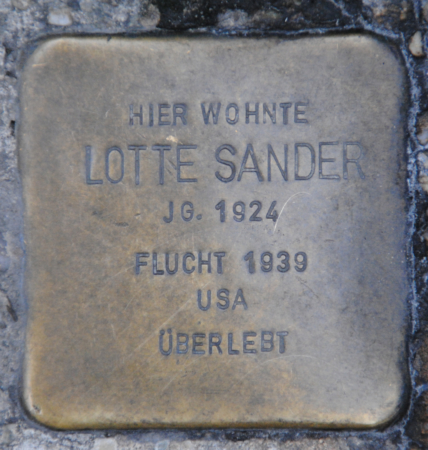 HIER WOHNTE
LOTTE SANDER
JG. 1924
FLUCHT 1939
USA
ÜBERLEBT